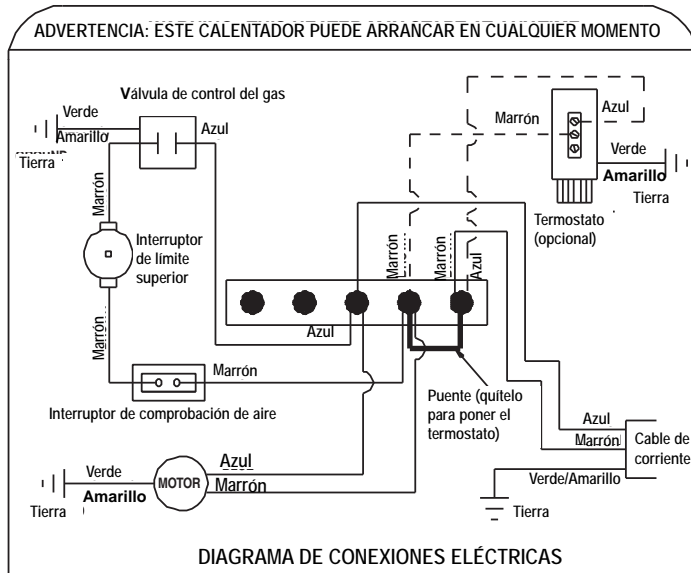 ADVERTENCIA: ESTE CALENTADOR PUEDE ARRANCAR EN CUALQUIER MOMENTO
Válvula de control del gas
Verde
Amarillo
Tierra
Azul
Marrón
Azul
Verde
Amarillo
Tierra
Termostato
(opcional)
Marrón
Interruptor
de límite
superior
Marrón
Marrón
Azul
Azul
Marrón
Marrón
Interruptor de comprobación de aire
Puente (quítelo
para poner el
termostato)
Azul
Marrón
Verde/Amarillo
Cable de
corriente
Tierra
Verde
Amarillo
Tierra
MOTOR
Azul
Marrón
DIAGRAMA DE CONEXIONES ELÉCTRICAS